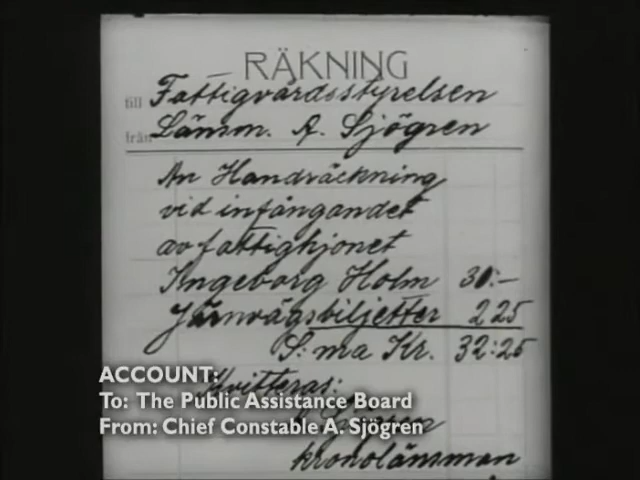 RÄKNING
till Fattigvårdsstyrelsen
från Länsm. A. Sjögren
An Handräckning
vid infångandet
av fattighjonet
Ingeborg Holm 30:-
Järnvägsbiljetter 2 25
S:ma Kr. 32:25
Kvitteras:
ACCOUNT:
To: The Public Assistance Board
From: Chief Constable A. Sjögren
Sjögren
kronolänsman